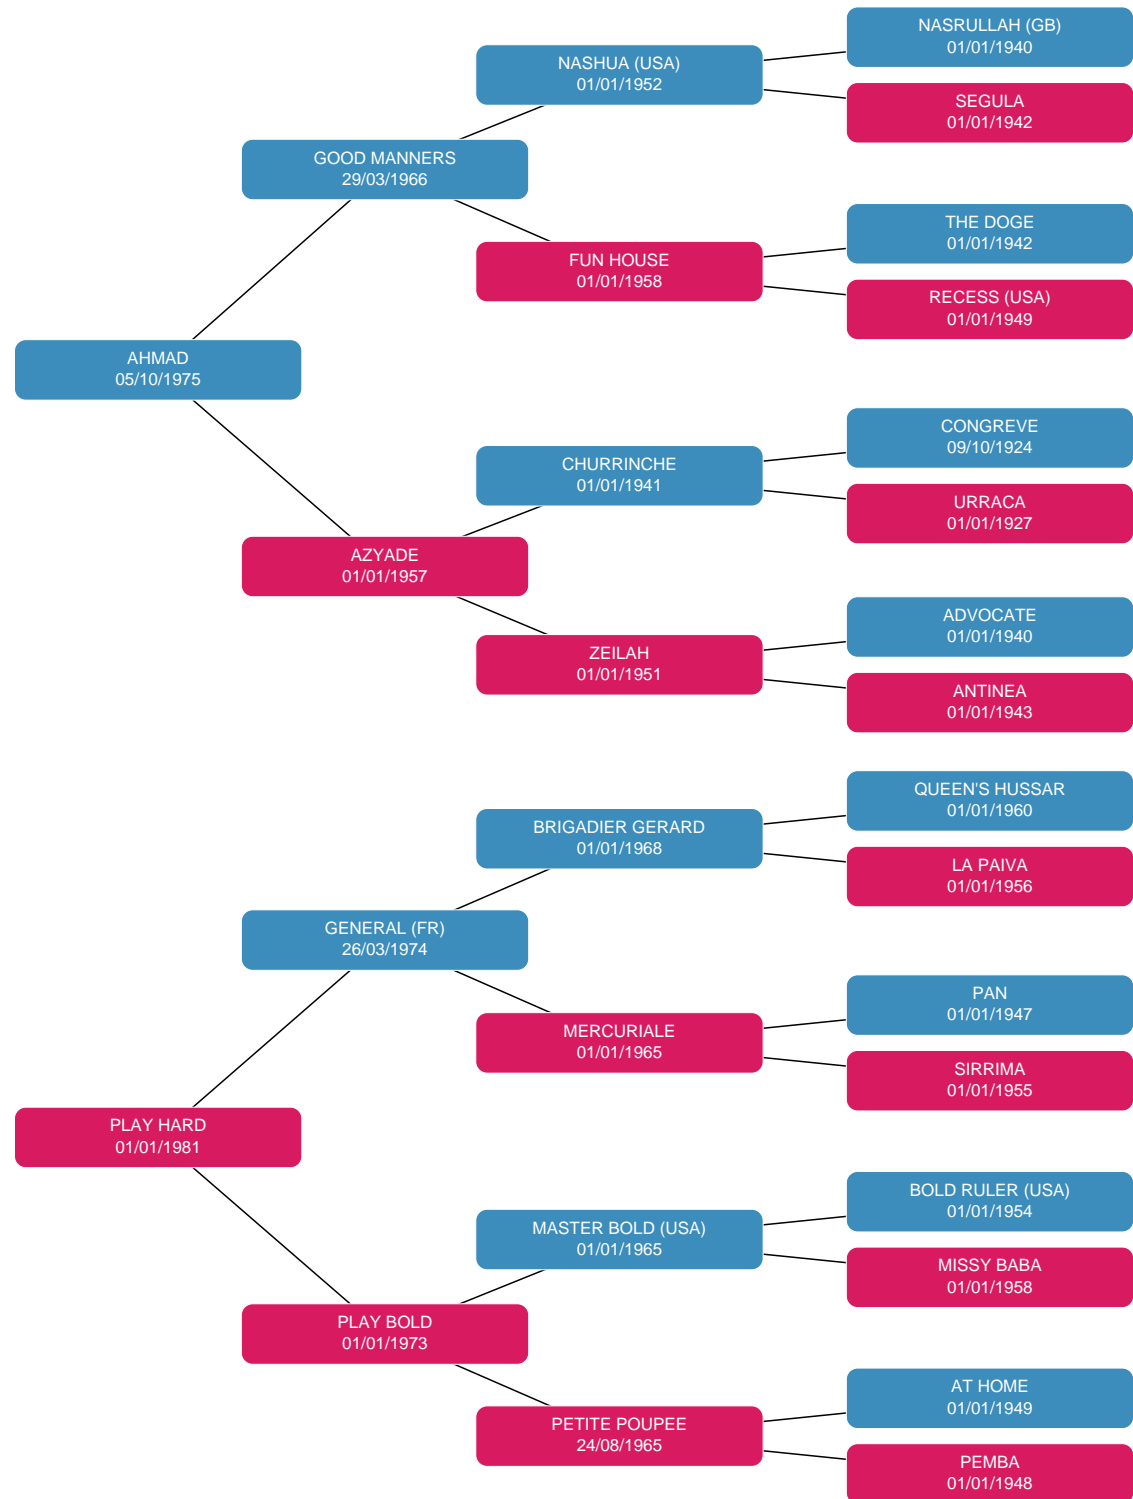 NASRULLAH (GB)
01/01/1940
NASHUA (USA)
01/01/1952
SEGULA
01/01/1942
GOOD MANNERS
29/03/1966
THE DOGE
01/01/1942
FUN HOUSE
01/01/1958
RECESS (USA)
01/01/1949
AHMAD
05/10/1975
CONGREVE
09/10/1924
CHURRINCHE
01/01/1941
URRACA
01/01/1927
AZYADE
01/01/1957
ADVOCATE
01/01/1940
ZEILAH
01/01/1951
ANTINEA
01/01/1943
QUEEN'S HUSSAR
01/01/1960
BRIGADIER GERARD
01/01/1968
LA PAIVA
01/01/1956
GENERAL (FR)
26/03/1974
PAN
01/01/1947
MERCURIALE
01/01/1965
SIRRIMA
01/01/1955
PLAY HARD
01/01/1981
BOLD RULER (USA)
01/01/1954
MASTER BOLD (USA)
01/01/1965
MISSY BABA
01/01/1958
PLAY BOLD
01/01/1973
AT HOME
01/01/1949
PETITE POUPEE
24/08/1965
PEMBA
01/01/1948